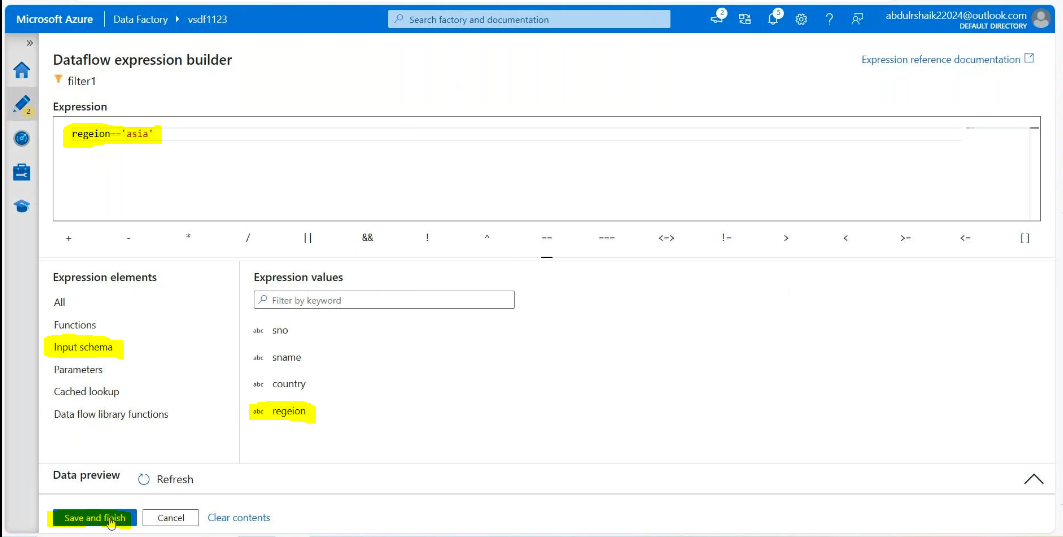 Microsoft Azure
Data Factory
vsdf1123
Search factory and documentation
2
5
?
abdulrshaik22024@outlook.com
DEFAULT DIRECTORY
»
Dataflow expression builder
Expression reference documentation
filter1
2
Expression
regeion=='asia'
+ - * / || && ! ^ == === <=> != > < >= <= []
Expression elements
Expression values
All
Filter by keyword
Functions
abc sno
Input schema
abc sname
Parameters
abc country
Cached lookup
abc regeion
Data flow library functions
Data preview
Refresh
Save and finish
Cancel
Clear contents